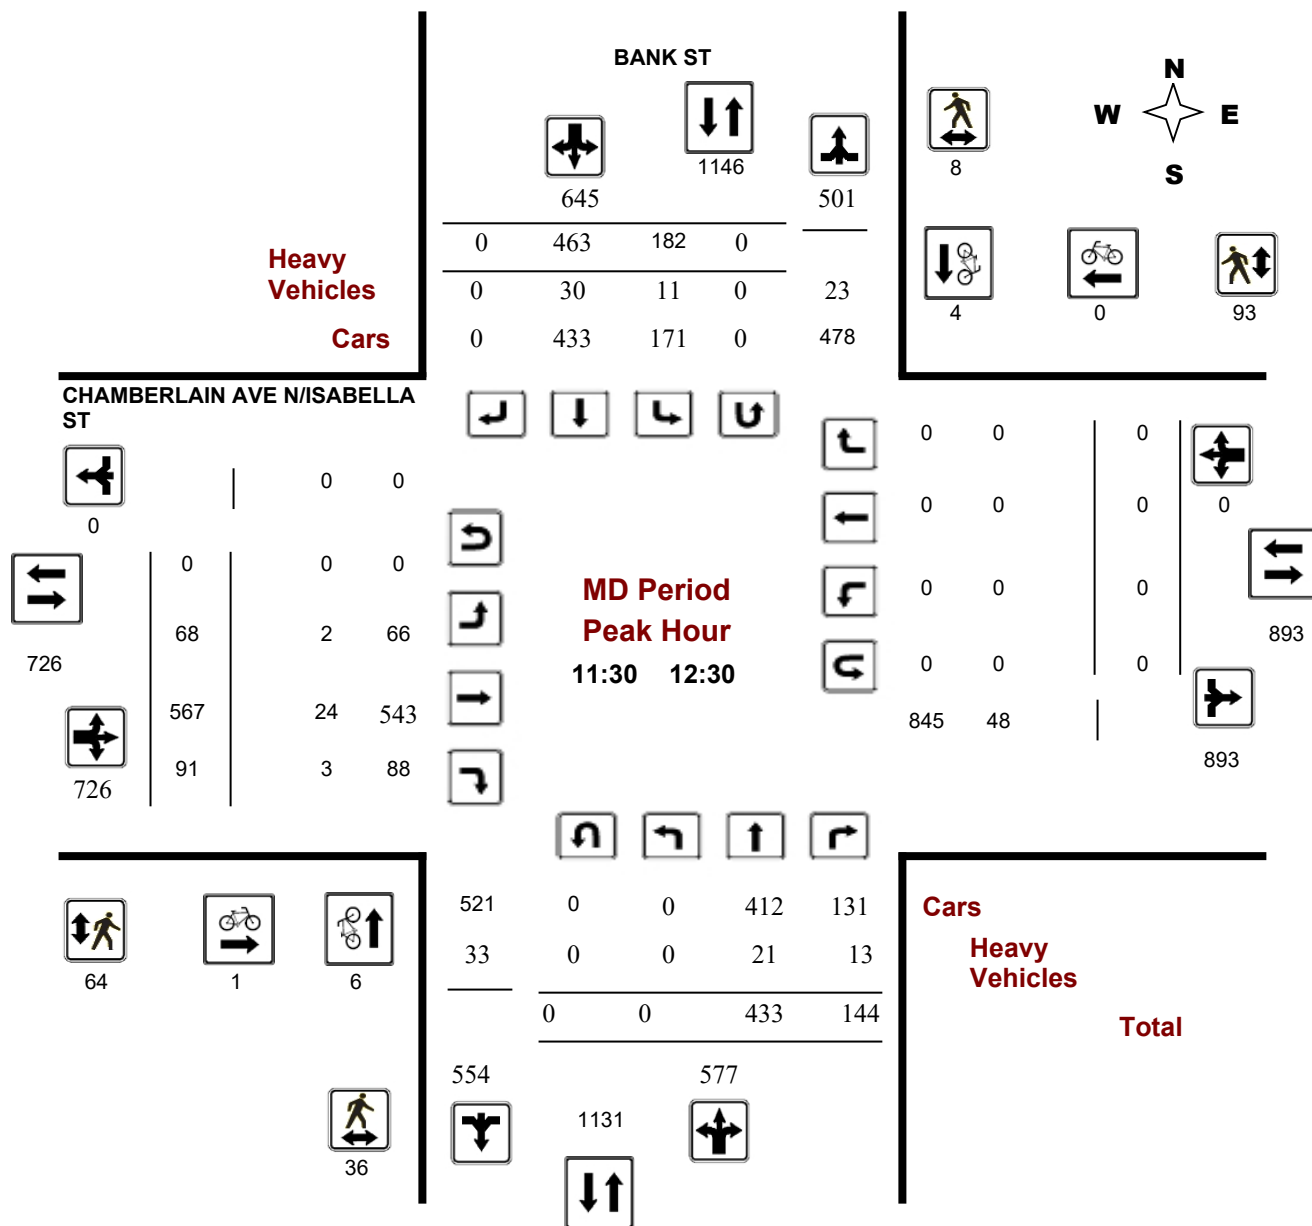 BANK ST
N
W E
S
1146
8
645
501
0 463 182 0
Heavy
Vehicles
0 30 11 0 23
4 0 93
Cars
0 433 171 0 478
CHAMBERLAIN AVE N/ISABELLA
ST
0 0 0
0 0
0 0 0
0
0
0 0 0
MD Period
0 0 0
Peak Hour
68 2 66
893
726
11:30 12:30
0 0 0
567 24 543
845 48
893
91 3 88
726
521 0 0 412 131
Cars
33 0 0 21 13
Heavy
Vehicles
64 1 6
0 0 433 144
Total
554 577
1131
36